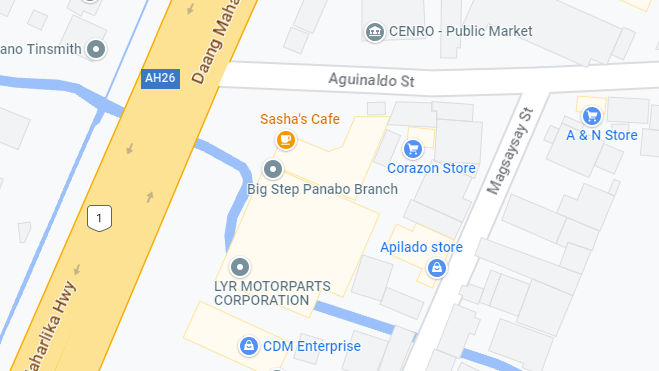 CENRO - Public Market
ano Tinsmith
Daang Maha
AH26
Aguinaldo St
Sasha's Cafe
Magsaysay St
A & N Store
Corazon Store
Big Step Panabo Branch
1
Apilado store
LYR MOTORPARTS
CORPORATION
aharlika Hwy
CDM Enterprise